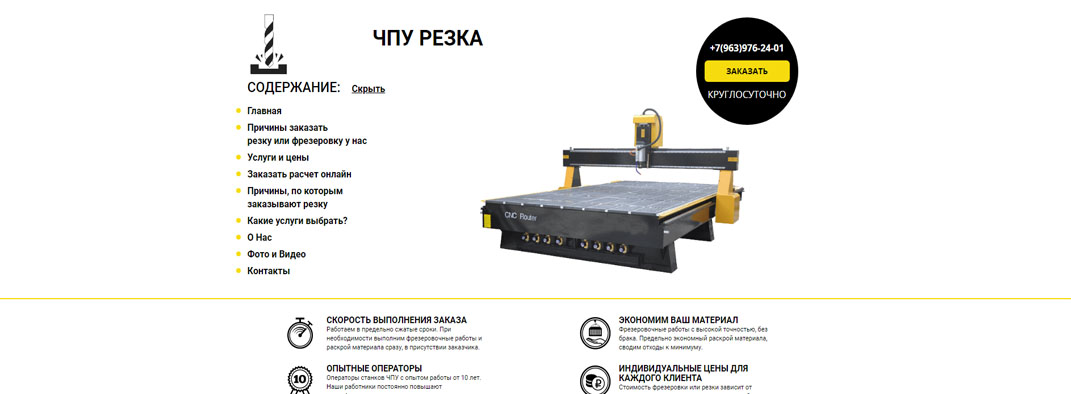 ЧПУ РЕЗКА
+7(963)976-24-01
ЗАКАЗАТЬ
КРУГЛОСУТОЧНО
СОДЕРЖАНИЕ: Скрыть
Главная
Причины заказать
резку или фрезеровку у нас
Услуги и цены
Заказать расчет онлайн
Причины, по которым
заказывают резку
Какие услуги выбрать?
О Нас
Фото и Видео
Контакты
CNC Router
СКОРОСТЬ ВЫПОЛНЕНИЯ ЗАКАЗА
Работаем в предельно сжатые сроки. При
необходимости выполним фрезеровочные работы и
раскрой материала сразу, в присутствии заказчика.
ЭКОНОМИМ ВАШ МАТЕРИАЛ
Фрезеровочные работы с высокой точностью, без
брака. Предельно экономный раскрой материала,
сводим отходы к минимуму.
10
ОПЫТНЫЕ ОПЕРАТОРЫ
Операторы станков ЧПУ с опытом работы от 10 лет.
Наши работники постоянно повышают
ИНДИВИДУАЛЬНЫЕ ЦЕНЫ ДЛЯ
КАЖДОГО КЛИЕНТА
Стоимость фрезеровки или резки зависит от